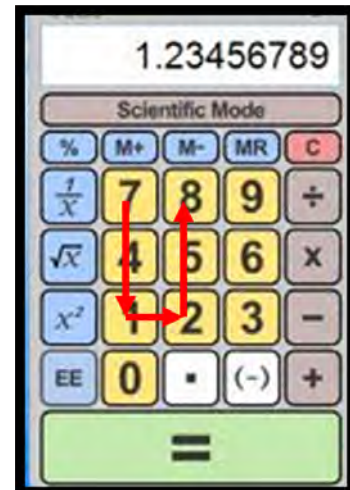 1.23456789
Scientific Mode
% M+ M- MR C
1/X 7 8 9 ÷
√x 4 5 6 x
x² 1 2 3 −
EE 0 . (-) +
=